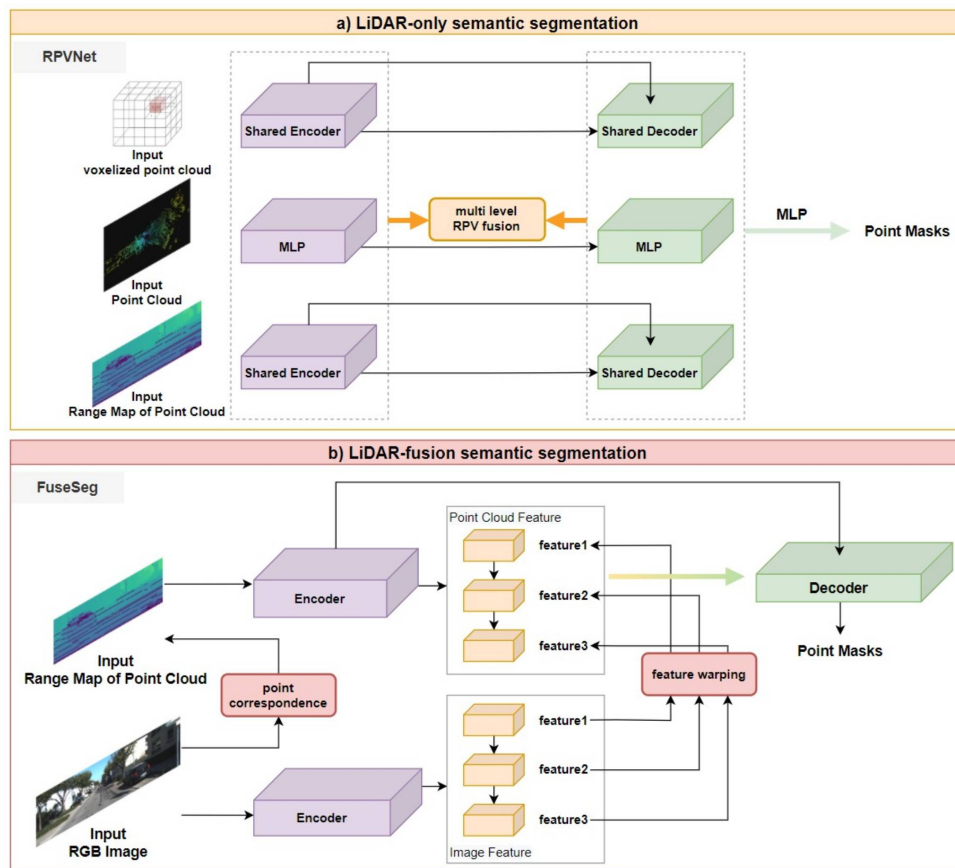 a) LiDAR-only semantic segmentation
RPVNet
Input
voxelized point cloud
Shared Encoder
Shared Decoder
Input
Point Cloud
MLP
multi level
RPV fusion
MLP
MLP
Point Masks
Input
Range Map of Point Cloud
Shared Encoder
Shared Decoder
b) LiDAR-fusion semantic segmentation
FuseSeg
Input
Range Map of Point Cloud
Encoder
Point Cloud Feature
feature1
feature2
feature3
Decoder
Point Masks
point
correspondence
feature warping
Input
RGB Image
Encoder
feature1
feature2
feature3
Image Feature